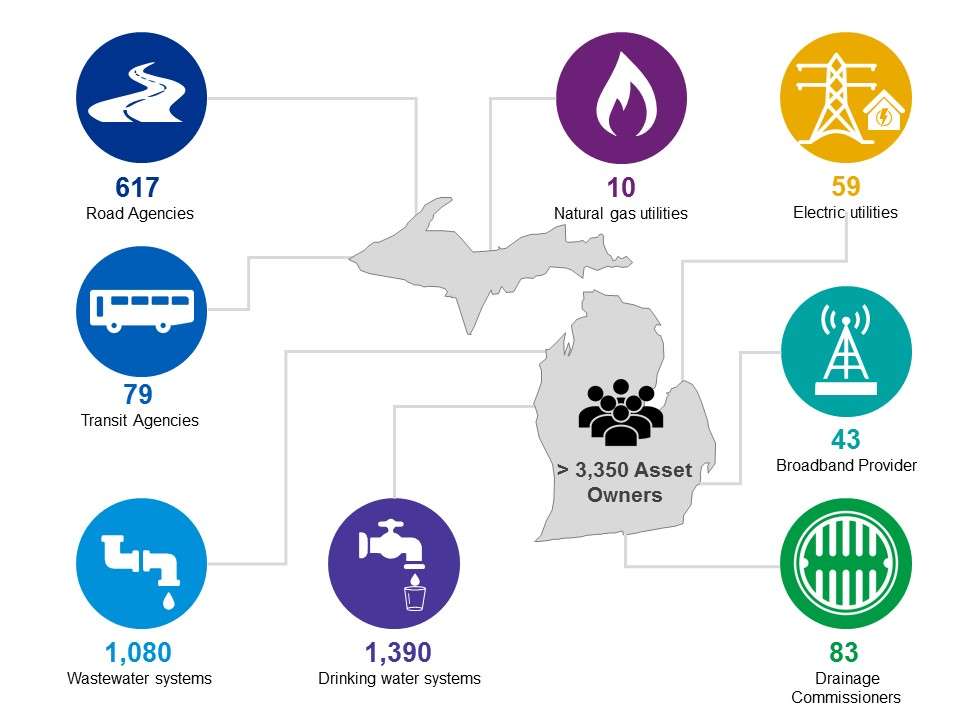 617
Road Agencies
10
Natural gas utilities
59
Electric utilities
79
Transit Agencies
43
Broadband Provider
> 3,350 Asset
Owners
1,080
Wastewater systems
1,390
Drinking water systems
83
Drainage
Commissioners